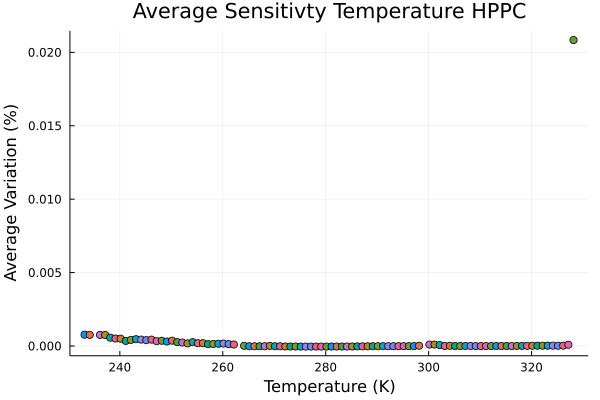 Average Sensitivty Temperature HPPC
Average Variation (%)
0.020
0.015
0.010
0.005
0.000
240 260 280 300 320
Temperature (K)